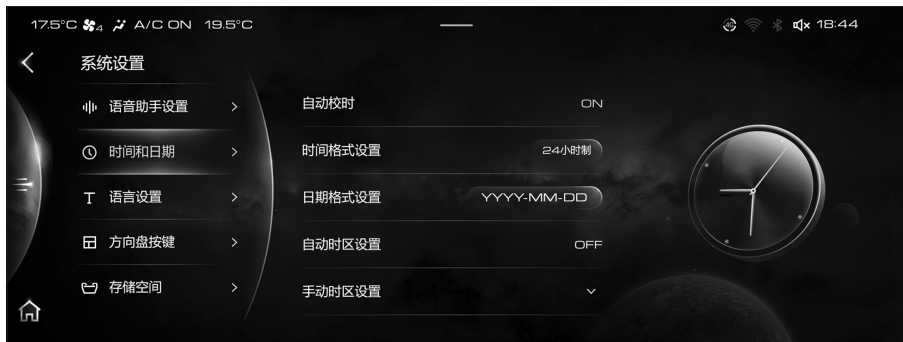 17.5°C 4 A/C ON 19.5°C
4G 18:44
系统设置
语音助手设置
时间和日期
语言设置
方向盘按键
存储空间
自动校时 ON
时间格式设置 24小时制
日期格式设置 YYYY-MM-DD
自动时区设置 OFF
手动时区设置